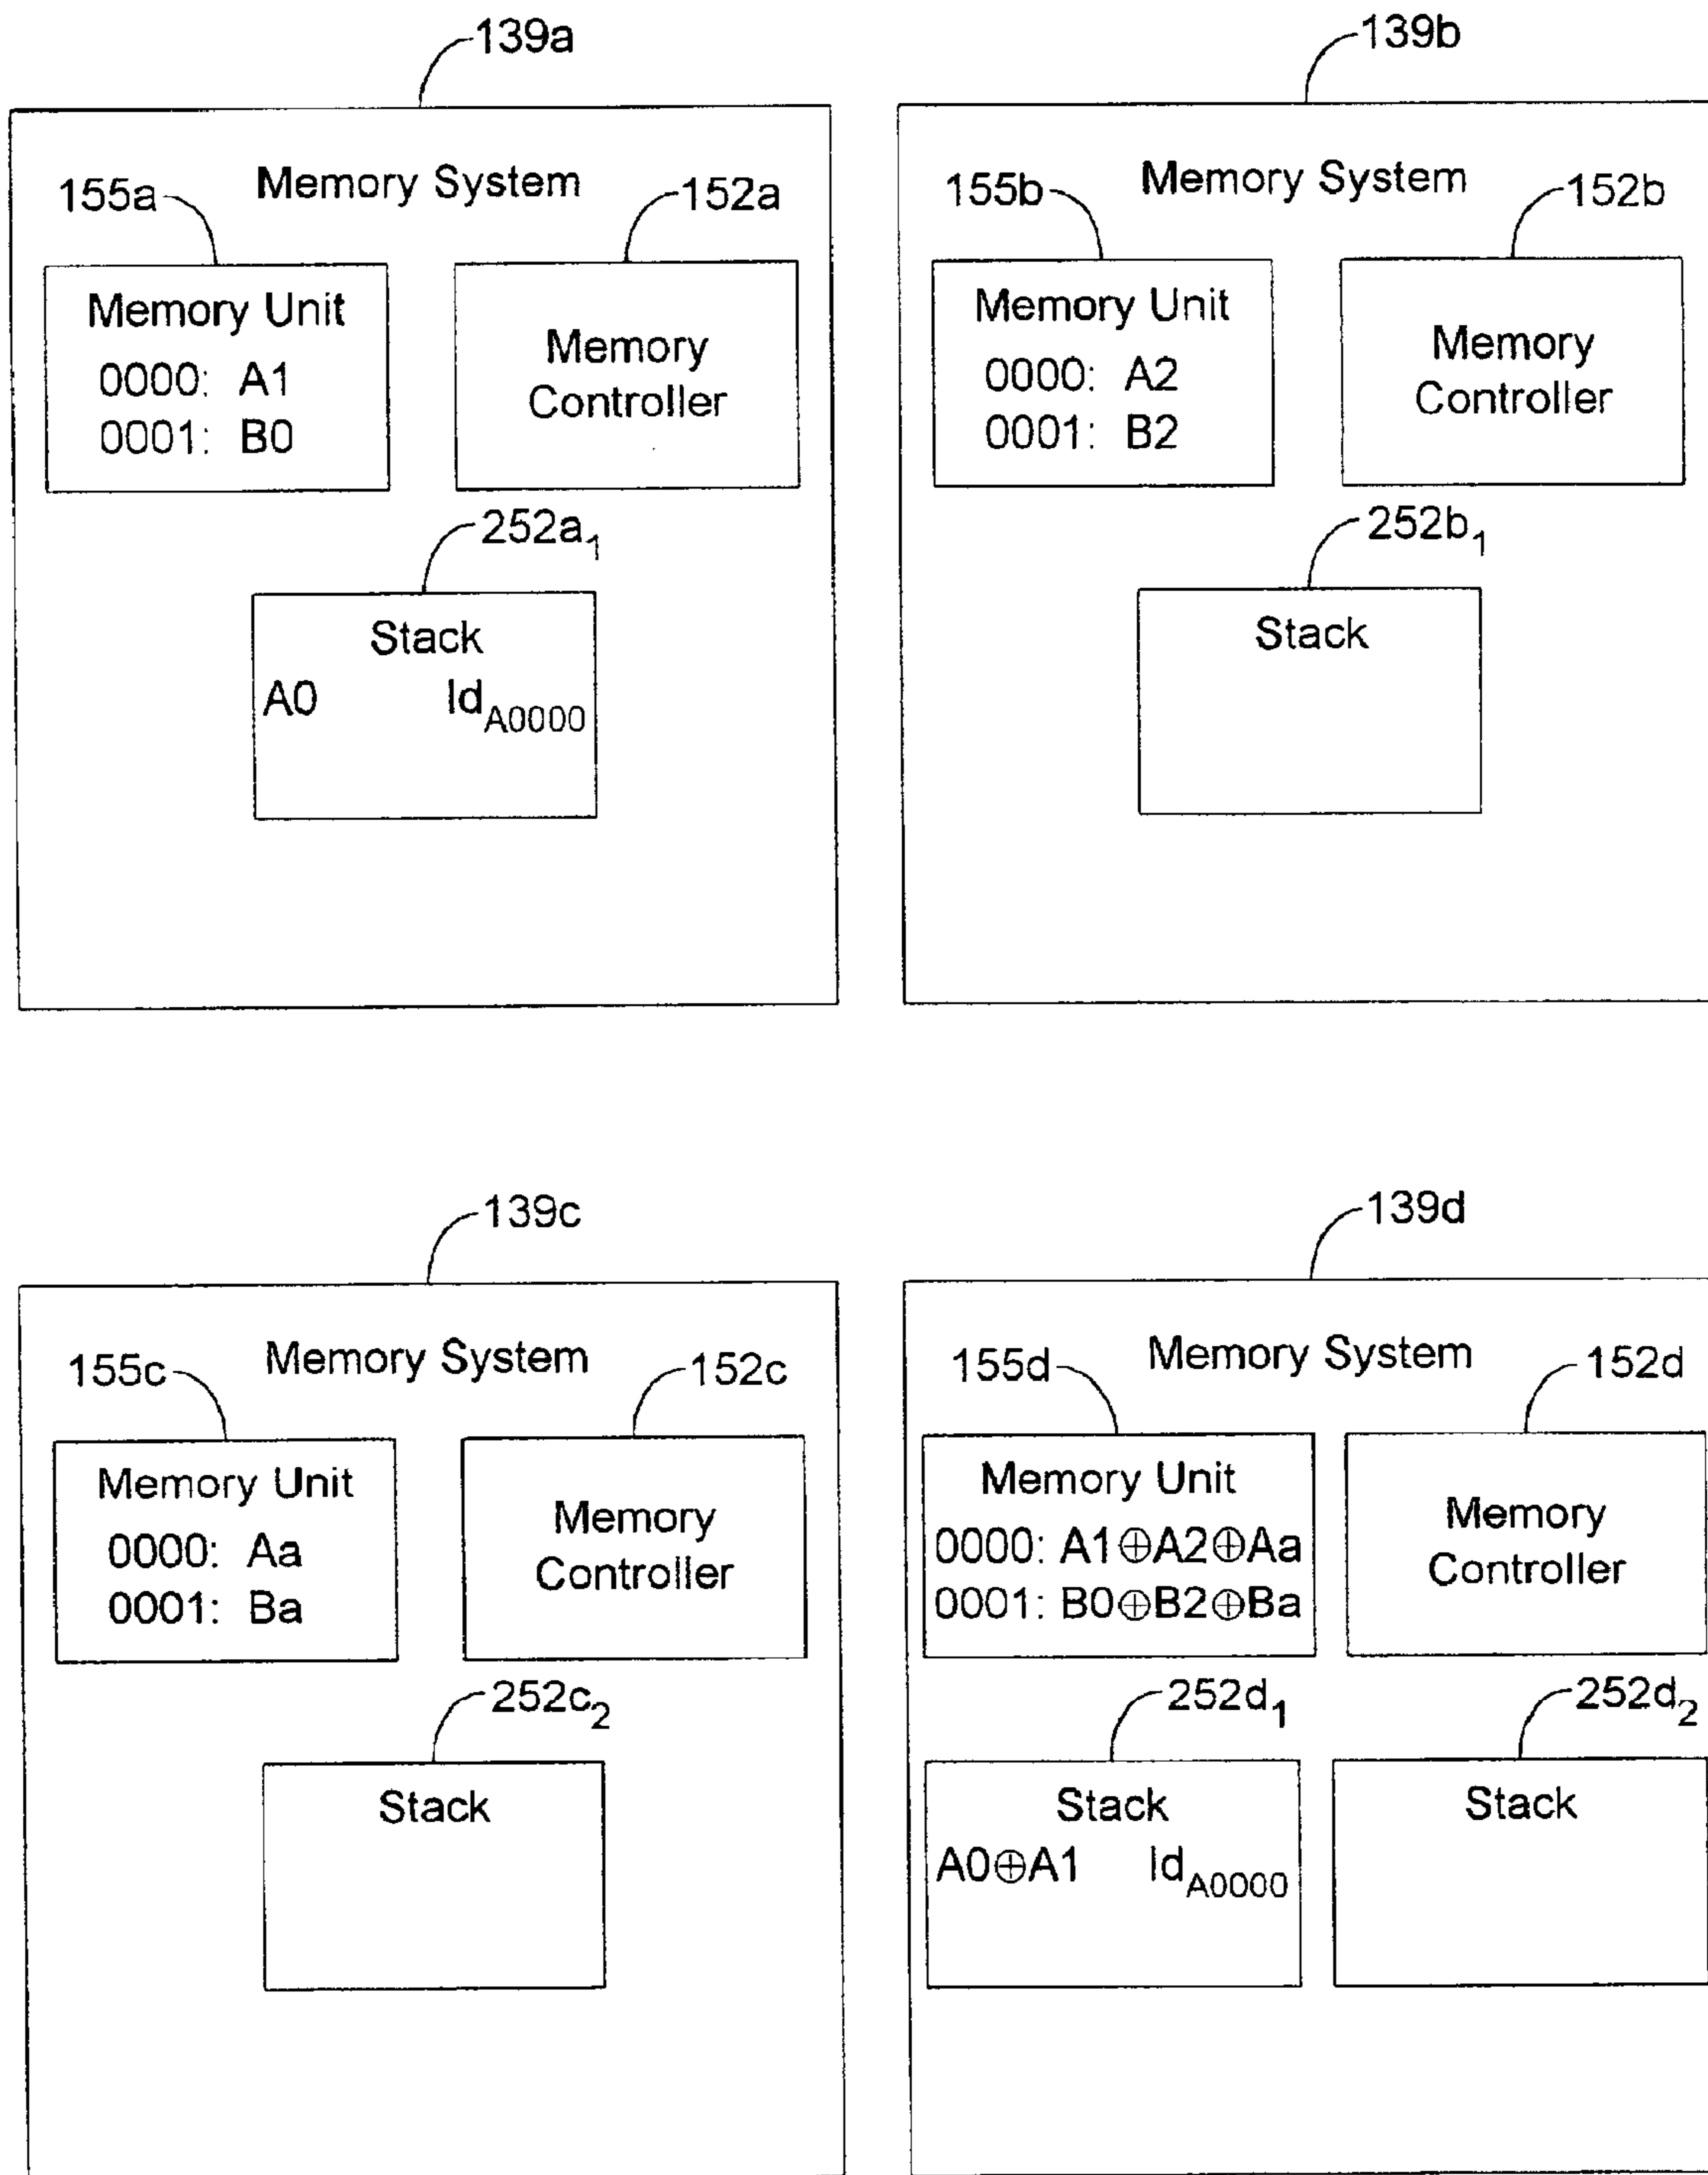 139a
139b
Memory System
155a
152a
Memory Unit
0000: A1
0001: B0
Memory
Controller
252a1
Stack
A0 IdA0000
Memory System
155b
152b
Memory Unit
0000: A2
0001: B2
Memory
Controller
252b1
Stack
139c
139d
Memory System
155c
152c
Memory Unit
0000: Aa
0001: Ba
Memory
Controller
252c2
Stack
Memory System
155d
152d
Memory Unit
0000: A1⊕A2⊕Aa
0001: B0⊕B2⊕Ba
Memory
Controller
252d1
252d2
Stack
A0⊕A1 IdA0000
Stack